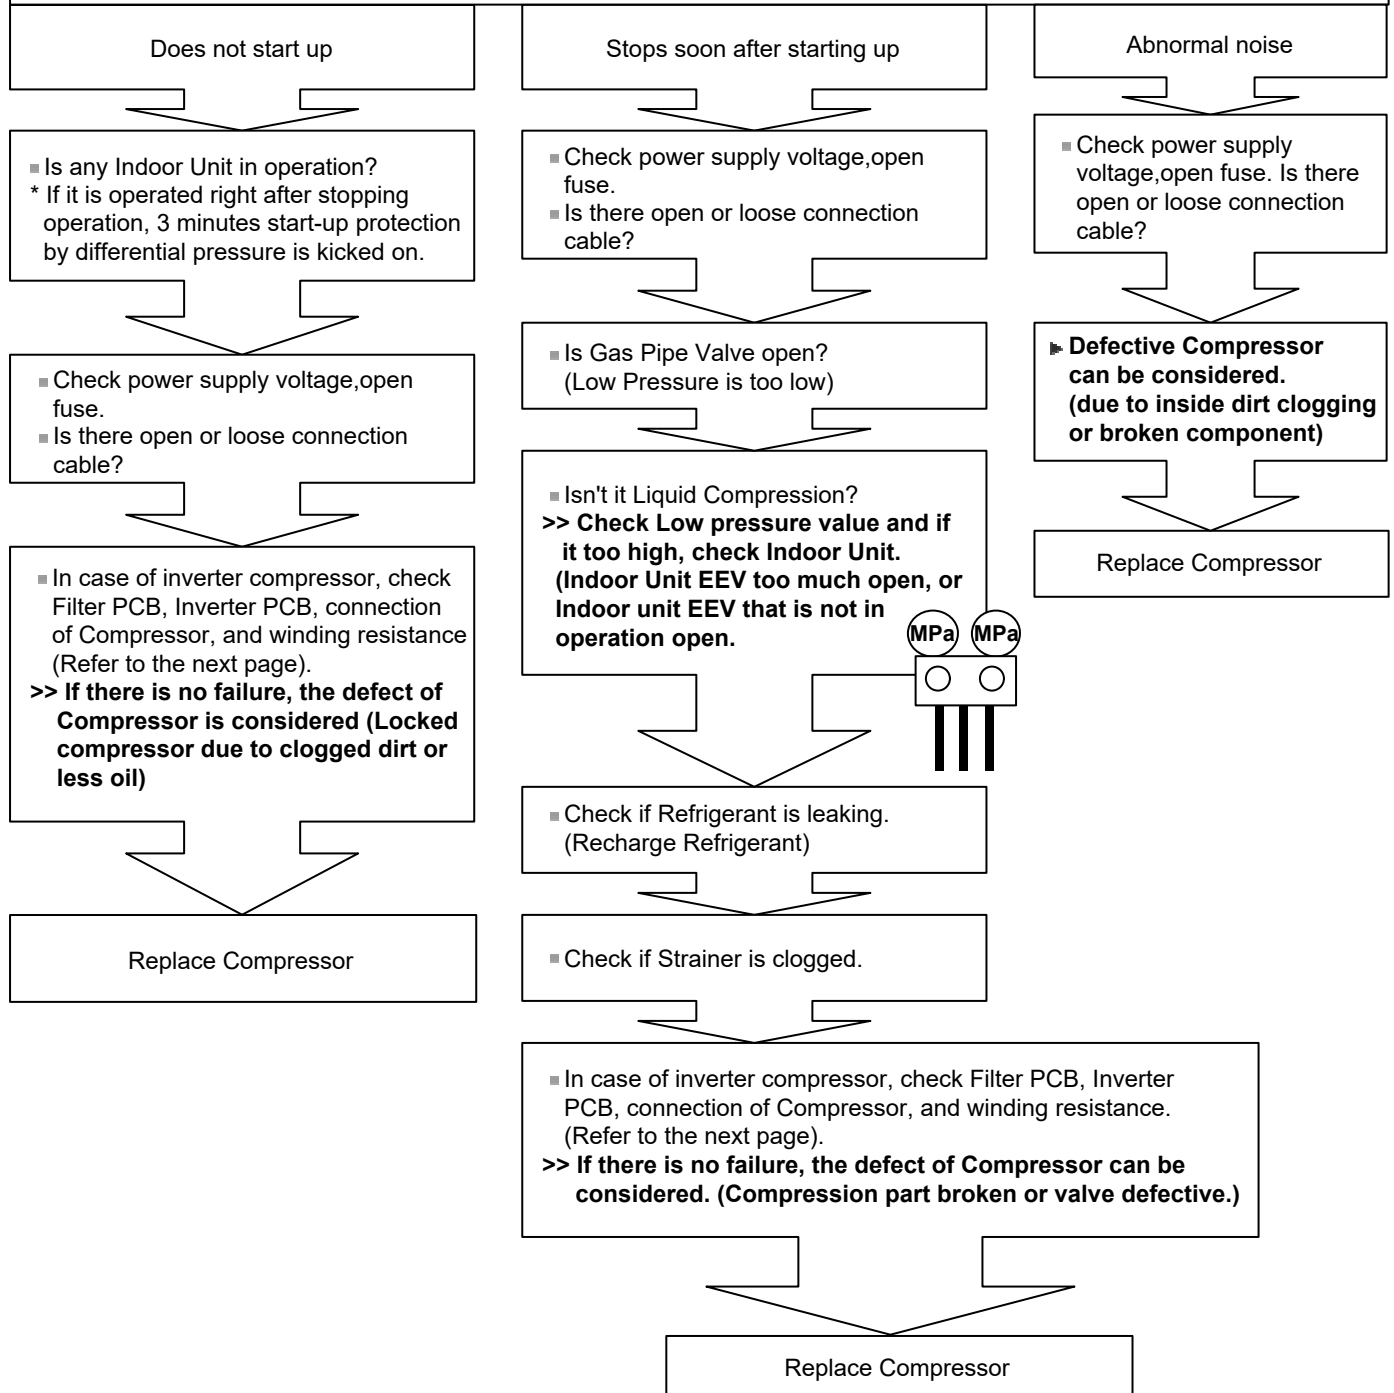 Does not start up
Is any Indoor Unit in operation?
* If it is operated right after stopping
operation, 3 minutes start-up protection
by differential pressure is kicked on.
Check power supply voltage,open
fuse.
Is there open or loose connection
cable?
In case of inverter compressor, check
Filter PCB, Inverter PCB, connection
of Compressor, and winding resistance
(Refer to the next page).
>> If there is no failure, the defect of
Compressor is considered (Locked
compressor due to clogged dirt or
less oil)
Replace Compressor
Stops soon after starting up
Check power supply voltage,open
fuse.
Is there open or loose connection
cable?
Is Gas Pipe Valve open?
(Low Pressure is too low)
Isn't it Liquid Compression?
>> Check Low pressure value and if
it too high, check Indoor Unit.
(Indoor Unit EEV too much open, or
Indoor unit EEV that is not in
operation open.
MPa MPa
Check if Refrigerant is leaking.
(Recharge Refrigerant)
Check if Strainer is clogged.
In case of inverter compressor, check Filter PCB, Inverter
PCB, connection of Compressor, and winding resistance.
(Refer to the next page).
>> If there is no failure, the defect of Compressor can be
considered. (Compression part broken or valve defective.)
Replace Compressor
Abnormal noise
Check power supply
voltage,open fuse. Is there
open or loose connection
cable?
Defective Compressor
can be considered.
(due to inside dirt clogging
or broken component)
Replace Compressor